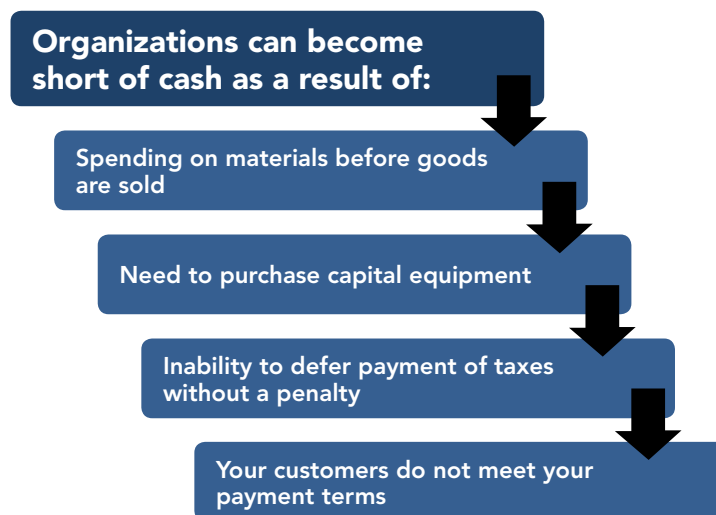 Organizations can become
short of cash as a result of:
Spending on materials before goods
are sold
Need to purchase capital equipment
Inability to defer payment of taxes
without a penalty
Your customers do not meet your
payment terms